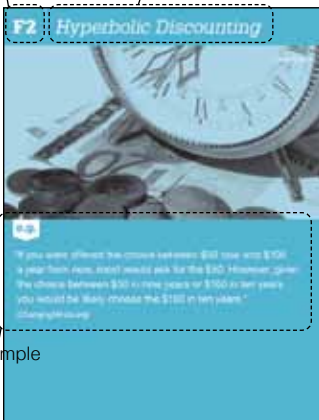 F2 Hyperbolic Discounting
e.g.
"If you were offered the choice between $50 now and $100
a year from now, most would ask for the $50. However, given
the choice between $50 in nine years or $100 in ten years
you would be likely choose the $100 in ten years."
mple